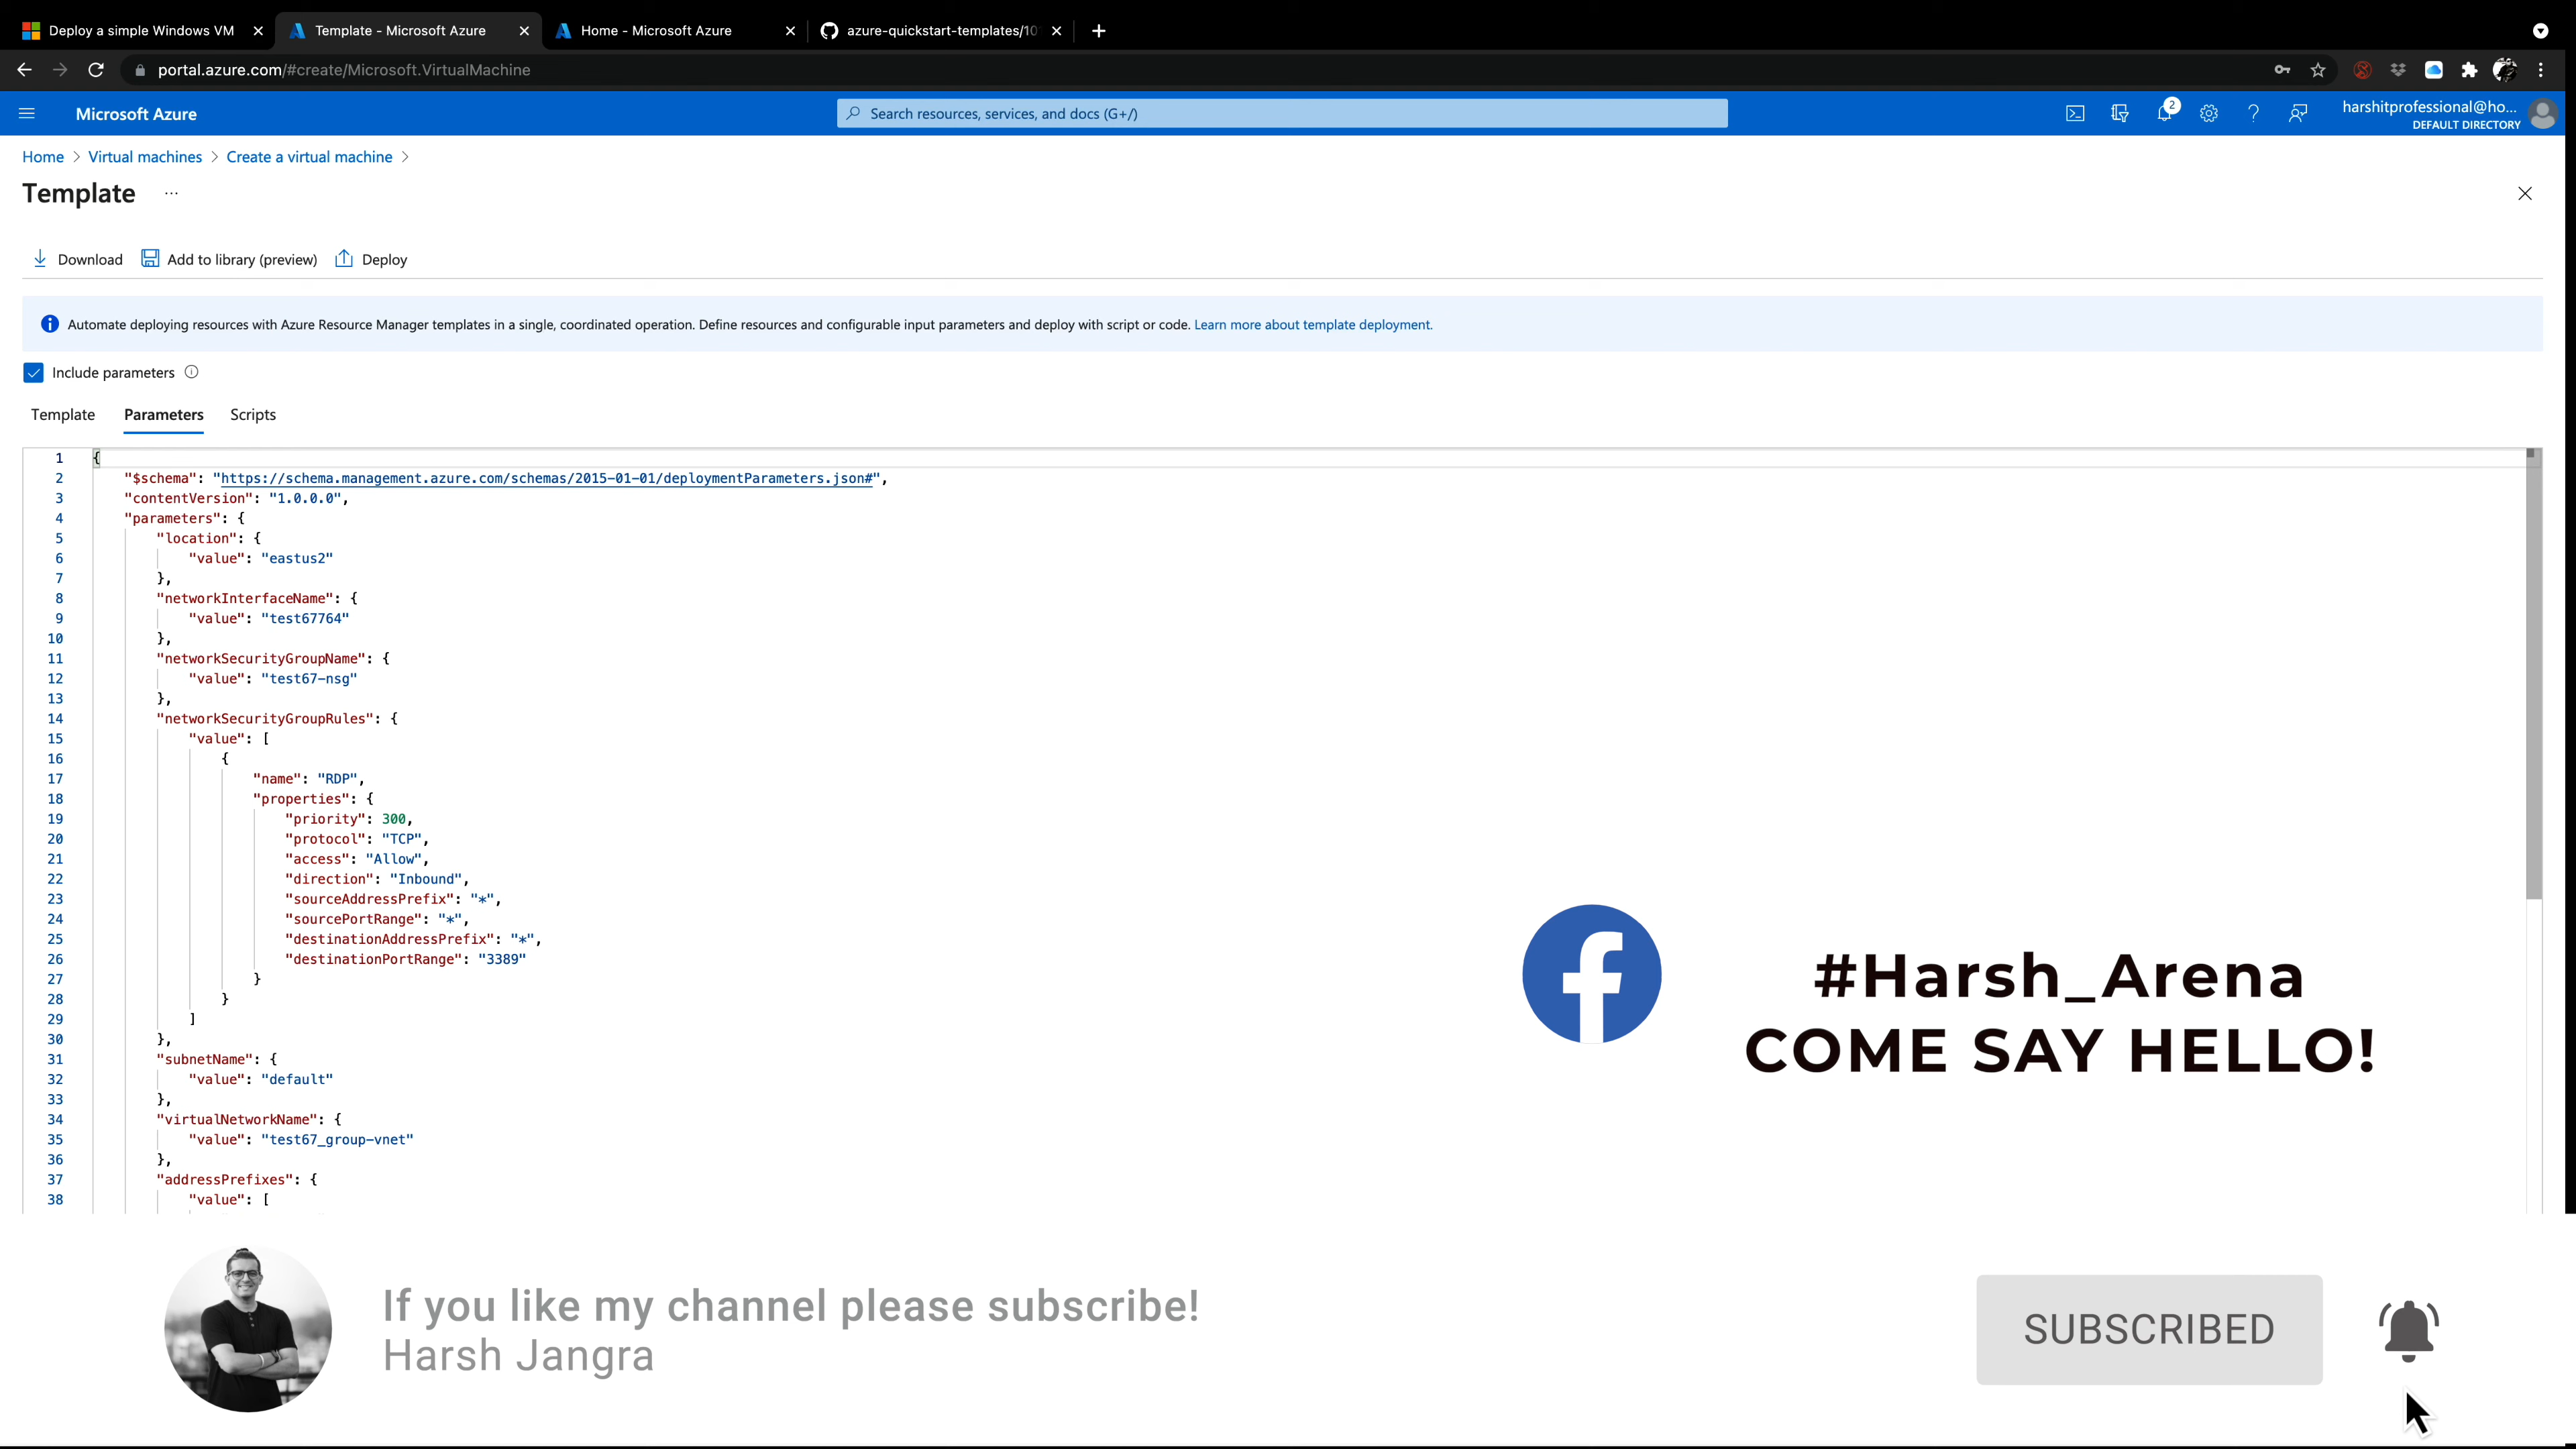 Deploy a simple Windows VM
Template - Microsoft Azure
Home - Microsoft Azure
azure-quickstart-templates/10
portal.azure.com/#create/Microsoft.VirtualMachine
Microsoft Azure
Search resources, services, and docs (G+/)
2
harshitprofessional@ho...
DEFAULT DIRECTORY
Home > Virtual machines > Create a virtual machine >
Template ...
Download
Add to library (preview)
Deploy
Automate deploying resources with Azure Resource Manager templates in a single, coordinated operation. Define resources and configurable input parameters and deploy with script or code. Learn more about template deployment.
Include parameters
Template Parameters Scripts
1 {
2 "$schema": "https://schema.management.azure.com/schemas/2015-01-01/deploymentParameters.json#",
3 "contentVersion": "1.0.0.0",
4 "parameters": {
5 "location": {
6 "value": "eastus2"
7 },
8 "networkInterfaceName": {
9 "value": "test67764"
10 },
11 "networkSecurityGroupName": {
12 "value": "test67-nsg"
13 },
14 "networkSecurityGroupRules": {
15 "value": [
16 {
17 "name": "RDP",
18 "properties": {
19 "priority": 300,
20 "protocol": "TCP",
21 "access": "Allow",
22 "direction": "Inbound",
23 "sourceAddressPrefix": "*",
24 "sourcePortRange": "*",
25 "destinationAddressPrefix": "*",
26 "destinationPortRange": "3389"
27 }
28 }
29 ]
30 },
31 "subnetName": {
32 "value": "default"
33 },
34 "virtualNetworkName": {
35 "value": "test67_group-vnet"
36 },
37 "addressPrefixes": {
38 "value": [
#Harsh_Arena
COME SAY HELLO!
If you like my channel please subscribe!
Harsh Jangra
SUBSCRIBED